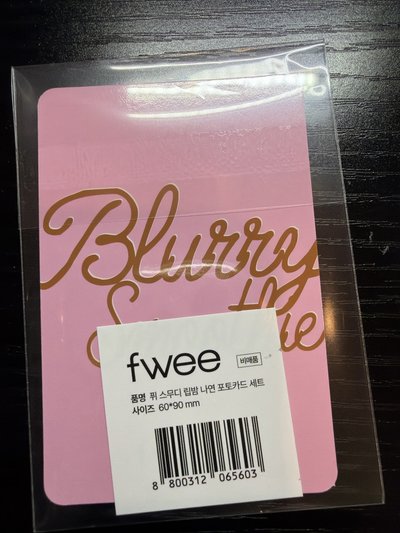 Blurry
fwee
비매품
품명 퓌 스무디 립밤 나연 포토카드 세트
사이즈 60*90 mm
8 800312 065603